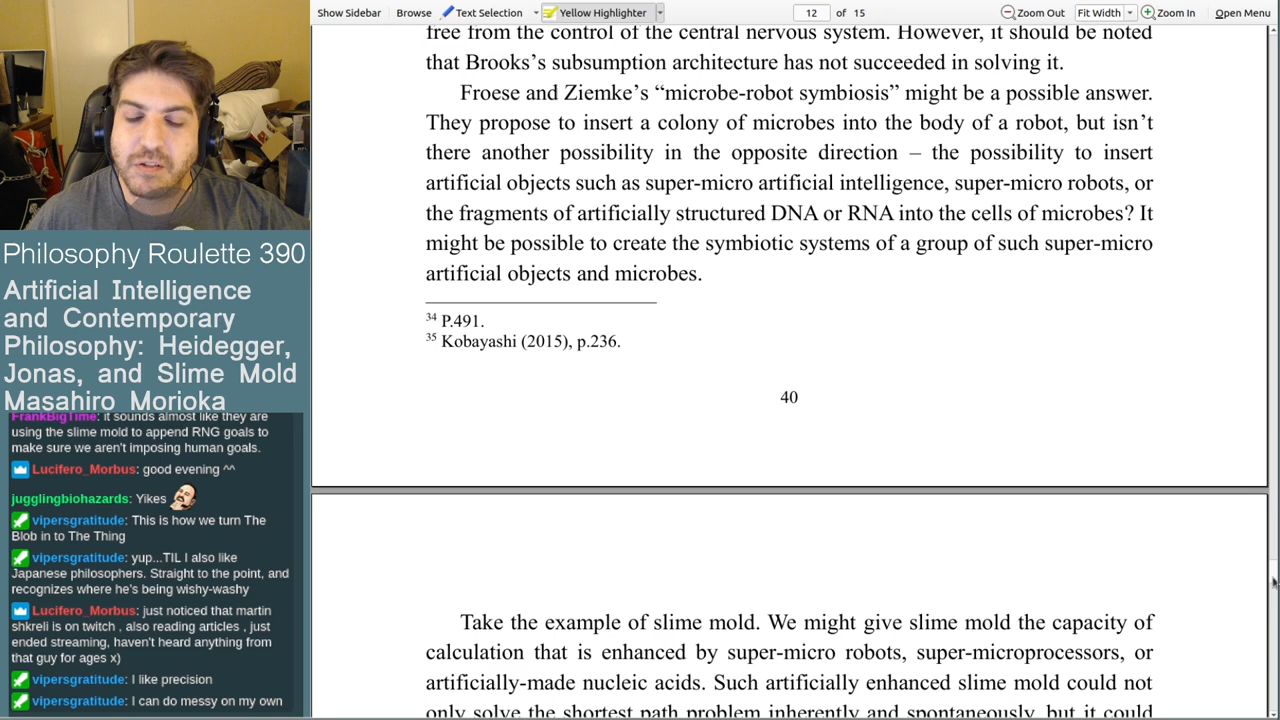 Show Sidebar Browse Text Selection Yellow Highlighter 12 of 15 Zoom Out Fit Width Zoom In Open Menu
free from the control of the central nervous system. However, it should be noted
that Brooks's subsumption architecture has not succeeded in solving it.
Froese and Ziemke's “microbe-robot symbiosis” might be a possible answer.
They propose to insert a colony of microbes into the body of a robot, but isn't
there another possibility in the opposite direction – the possibility to insert
artificial objects such as super-micro artificial intelligence, super-micro robots, or
the fragments of artificially structured DNA or RNA into the cells of microbes? It
might be possible to create the symbiotic systems of a group of such super-micro
artificial objects and microbes.
34 P.491.
35 Kobayashi (2015), p.236.
40
Take the example of slime mold. We might give slime mold the capacity of
calculation that is enhanced by super-micro robots, super-microprocessors, or
artificially-made nucleic acids. Such artificially enhanced slime mold could not
only solve the shortest path problem inherently and spontaneously, but it could
Philosophy Roulette 390
Artificial Intelligence
and Contemporary
Philosophy: Heidegger,
Jonas, and Slime Mold
Masahiro Morioka
FrankBigTime: it sounds almost like they are
using the slime mold to append RNG goals to
make sure we aren't imposing human goals.
Lucifero_Morbus: good evening ^^
jugglingbiohazards: Yikes
vipersgratitude: This is how we turn The
Blob in to The Thing
vipersgratitude: yup...TIL I also like
Japanese philosophers. Straight to the point, and
recognizes where he's being wishy-washy
Lucifero_Morbus: just noticed that martin
shkreli is on twitch , also reading articles , just
ended streaming, haven't heard anything from
that guy for ages x)
vipersgratitude: I like precision
vipersgratitude: I can do messy on my own